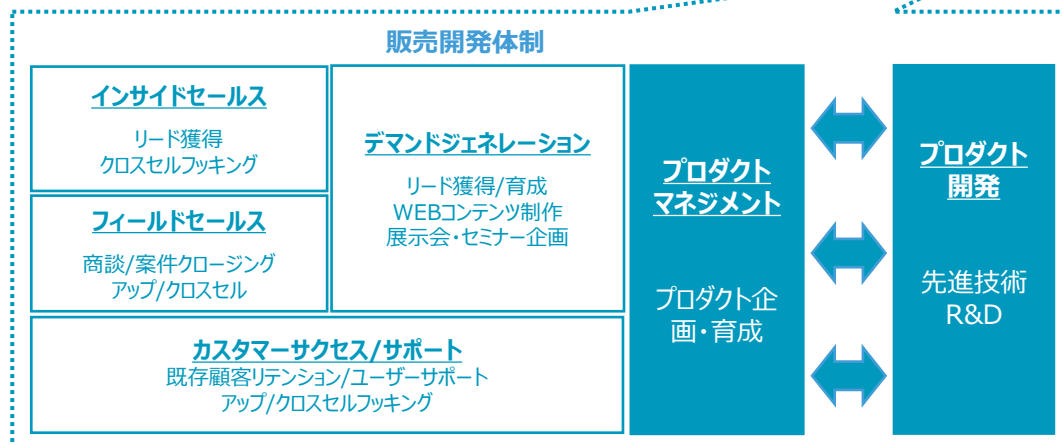 販売開発体制
インサイドセールス
リード獲得
クロスセルフッキング
フィールドセールス
商談/案件クロージング
アップ/クロスセル
デマンドジェネレーション
リード獲得/育成
WEBコンテンツ制作
展示会・セミナー企画
カスタマーサクセス/サポート
既存顧客リテンション/ユーザーサポート
アップ/クロスセルフッキング
プロダクト
マネジメント
プロダクト企
画・育成
プロダクト
開発
先進技術
R&D